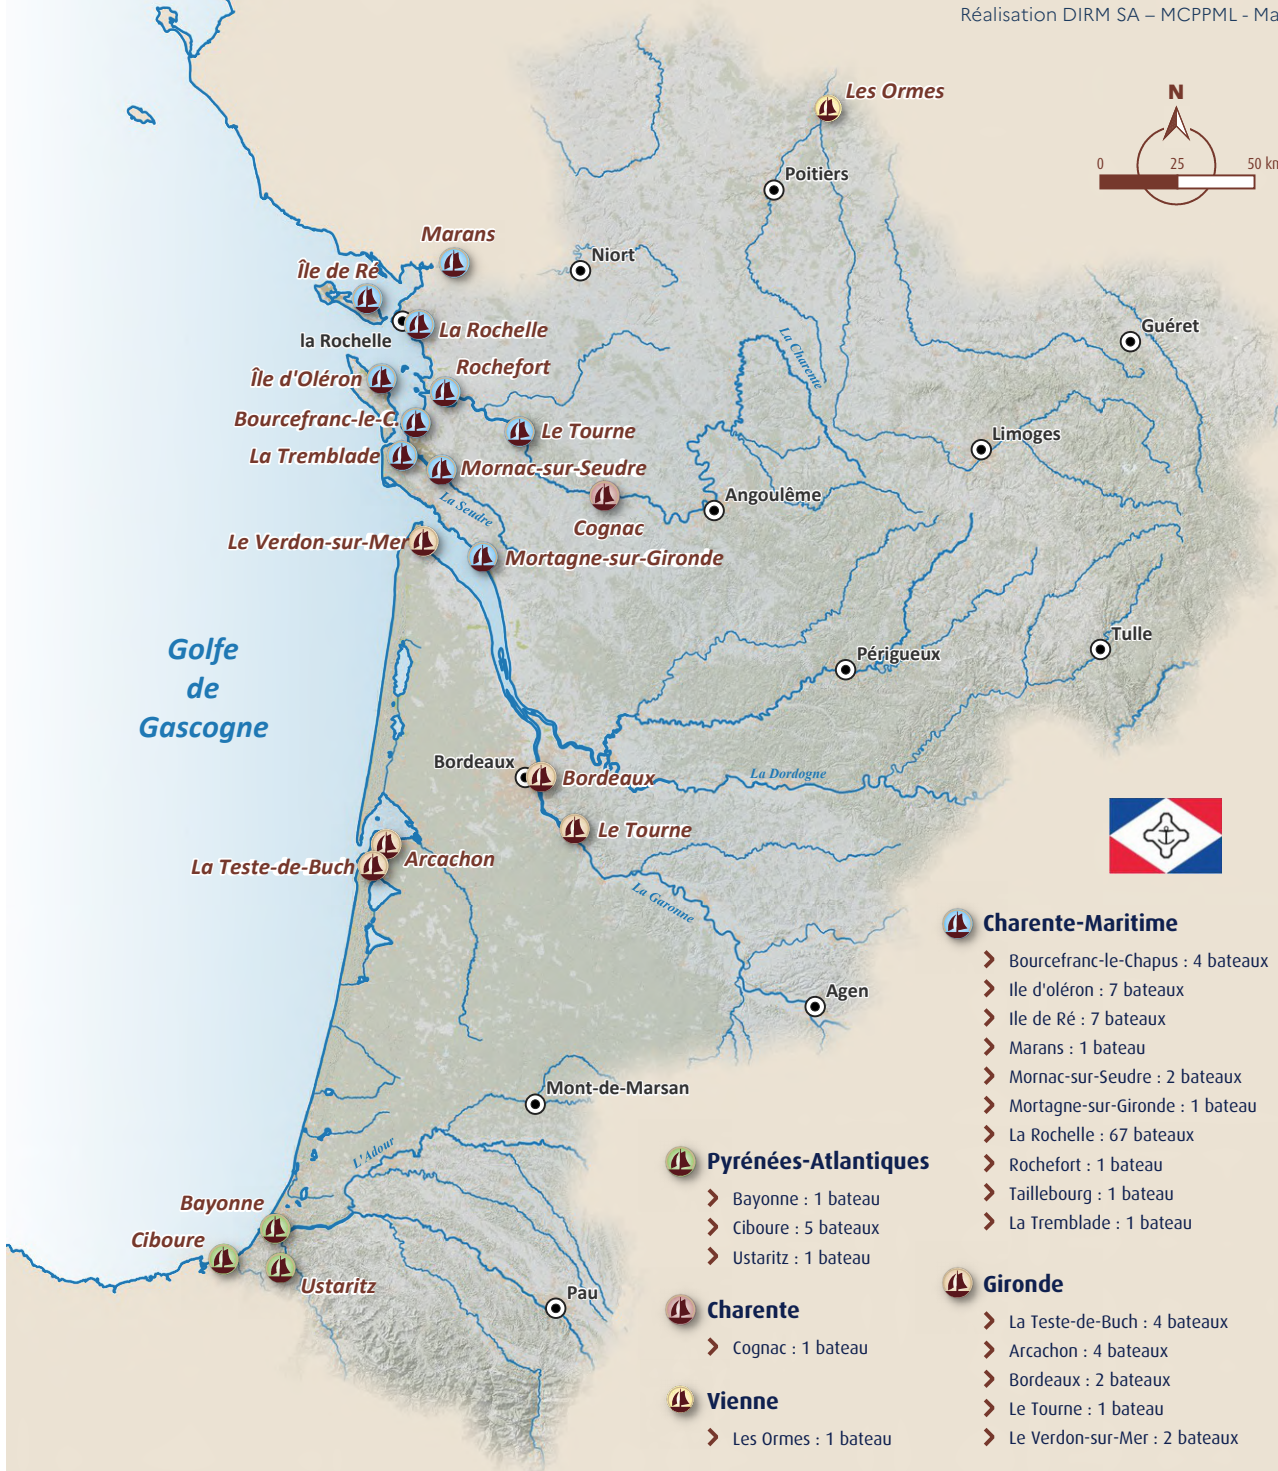 Réalisation DIRM SA – MCPPML - Ma
Les Ormes
N
0 25 50 km
Poitiers
Marans
Niort
Île de Ré
La Rochelle
la Rochelle
Guéret
La Charente
Rochefort
Île d'Oléron
Bourcefranc-le-C.
Le Tourne
Limoges
La Tremblade
Mornac-sur-Seudre
Angoulême
La Seudre
Cognac
Le Verdon-sur-Mer
Mortagne-sur-Gironde
Golfe
de
Gascogne
Tulle
Périgueux
Bordeaux
Bordeaux
La Dordogne
Le Tourne
Arcachon
La Teste-de-Buch
La Garonne
Agen
Mont-de-Marsan
L'Adour
Bayonne
Ciboure
Ustaritz
Pau
Pyrénées-Atlantiques
Bayonne : 1 bateau
Ciboure : 5 bateaux
Ustaritz : 1 bateau
Charente
Cognac : 1 bateau
Vienne
Les Ormes : 1 bateau
Charente-Maritime
Bourcefranc-le-Chapus : 4 bateaux
Ile d'oléron : 7 bateaux
Ile de Ré : 7 bateaux
Marans : 1 bateau
Mornac-sur-Seudre : 2 bateaux
Mortagne-sur-Gironde : 1 bateau
La Rochelle : 67 bateaux
Rochefort : 1 bateau
Taillebourg : 1 bateau
La Tremblade : 1 bateau
Gironde
La Teste-de-Buch : 4 bateaux
Arcachon : 4 bateaux
Bordeaux : 2 bateaux
Le Tourne : 1 bateau
Le Verdon-sur-Mer : 2 bateaux